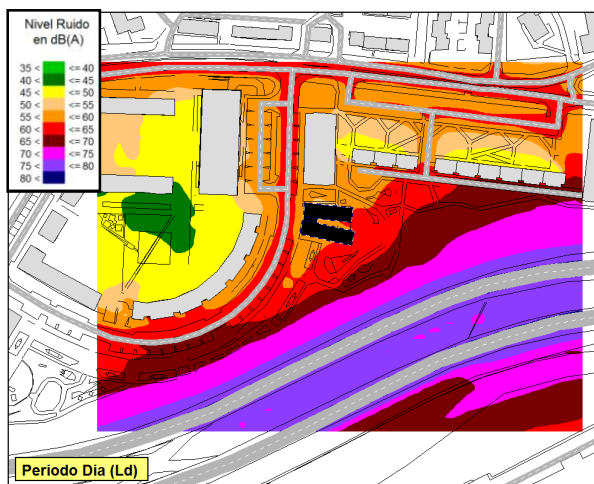 Nivel Ruido
en dB(A)
35 < <= 40
40 < <= 45
45 < <= 50
50 < <= 55
55 < <= 60
60 < <= 65
65 < <= 70
70 < <= 75
75 < <= 80
80 <
Periodo Dia (Ld)